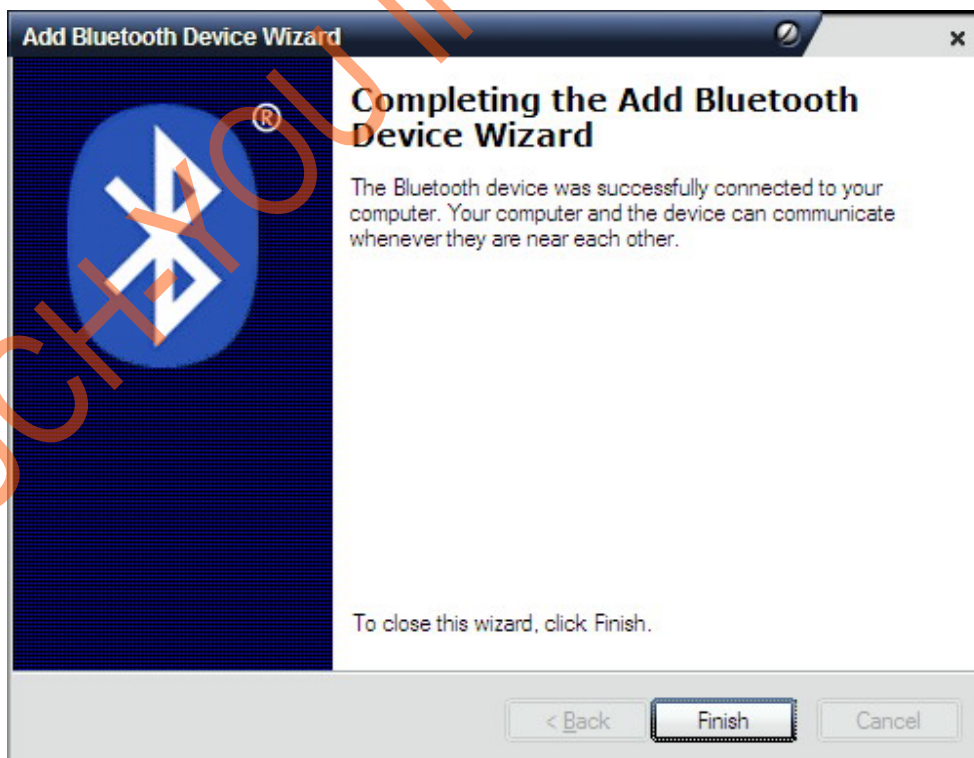 Add Bluetooth Device Wizard
®
Completing the Add Bluetooth
Device Wizard
The Bluetooth device was successfully connected to your
computer. Your computer and the device can communicate
whenever they are near each other.
To close this wizard, click Finish.
< Back Finish Cancel